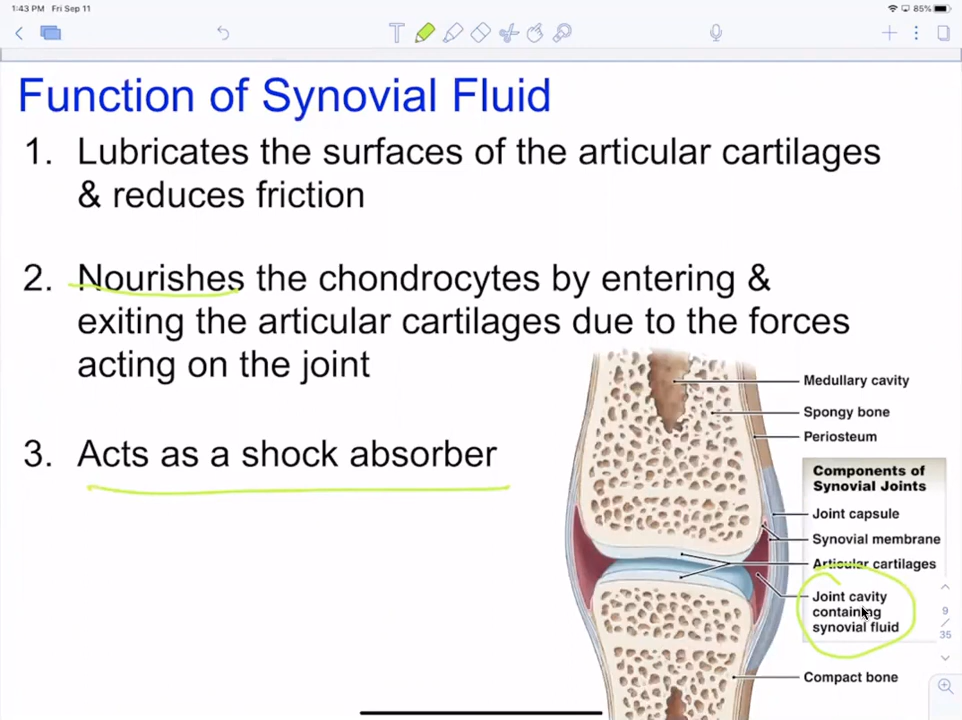 1:43 PM Fri Sep 11
85%
T
Function of Synovial Fluid
1. Lubricates the surfaces of the articular cartilages
& reduces friction
2. Nourishes the chondrocytes by entering &
exiting the articular cartilages due to the forces
acting on the joint
3. Acts as a shock absorber
Medullary cavity
Spongy bone
Periosteum
Components of
Synovial Joints
Joint capsule
Synovial membrane
Articular cartilages
Joint cavity
containing
synovial fluid
Compact bone
9
/
35